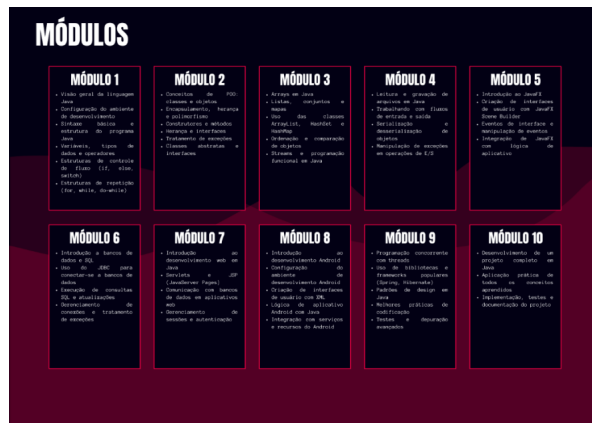 MÓDULOS
MÓDULO 1
• Visão geral da linguagem
Java
• Configuração do ambiente
de desenvolvimento
• Sintaxe básica e
estrutura do programa
Java
• Variáveis, tipos de
dados e operadores
• Estruturas de controle
de fluxo (if, else,
switch)
• Estruturas de repetição
(for, while, do-while)
MÓDULO 2
• Conceitos de POO:
classes e objetos
• Encapsulamento, herança
e polimorfismo
• Construtores e métodos
• Herança e interfaces
• Tratamento de exceções
• Classes abstratas e
interfaces
MÓDULO 3
• Arrays em Java
• Listas, conjuntos e
mapas
• Uso das classes
ArrayList, HashSet e
HashMap
• Ordenação e comparação
de objetos
• Streams e programação
funcional em Java
MÓDULO 4
• Leitura e gravação de
arquivos em Java
• Trabalhando com fluxos
de entrada e saída
• Serialização e
desserialização de
objetos
• Manipulação de exceções
em operações de E/S
MÓDULO 5
• Introdução ao JavaFX
• Criação de interfaces
de usuário com JavaFX
Scene Builder
• Eventos de interface e
manipulação de eventos
• Integração de JavaFX
com lógica de
aplicativo
MÓDULO 6
• Introdução a bancos de
dados e SQL
• Uso do JDBC para
conectar-se a bancos de
dados
• Execução de consultas
SQL e atualizações
• Gerenciamento de
conexões e tratamento
de exceções
MÓDULO 7
• Introdução ao
desenvolvimento web em
Java
• Servlets e JSP
(JavaServer Pages)
• Comunicação com bancos
de dados em aplicativos
web
• Gerenciamento de
sessões e autenticação
MÓDULO 8
• Introdução ao
desenvolvimento Android
• Configuração do
ambiente de
desenvolvimento Android
• Criação de interfaces
de usuário com XML
• Lógica de aplicativo
Android com Java
• Integração com serviços
e recursos do Android
MÓDULO 9
• Programação concorrente
com threads
• Uso de bibliotecas e
frameworks populares
(Spring, Hibernate)
• Padrões de design em
Java
• Melhores práticas de
codificação
• Testes e depuração
avançados
MÓDULO 10
• Desenvolvimento de um
projeto completo em
Java
• Aplicação prática de
todos os conceitos
aprendidos
• Implementação, testes e
documentação do projeto